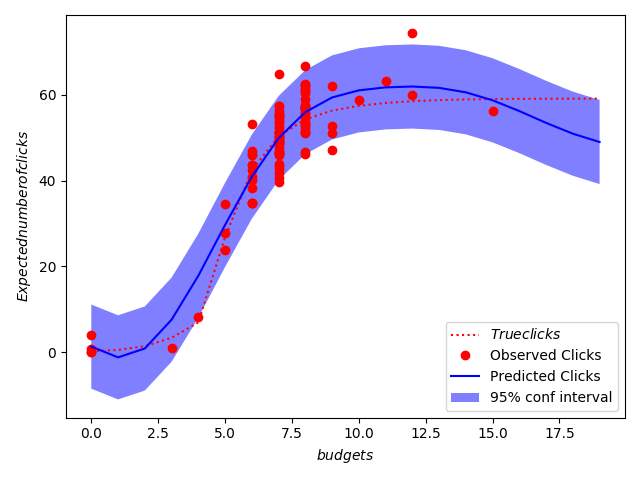 60
40
20
0
Expectednumberofclicks
Trueclicks
Observed Clicks
Predicted Clicks
95% conf interval
0.0 2.5 5.0 7.5 10.0 12.5 15.0 17.5
budgets